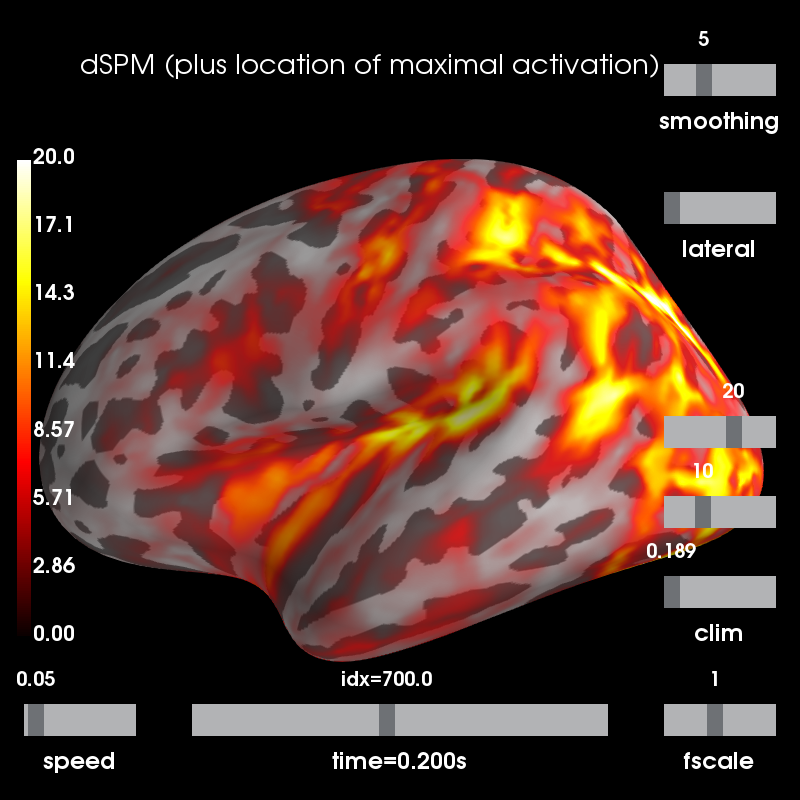 5
dSPM (plus location of maximal activation)
smoothing
20.0
17.1
lateral
14.3
11.4
20
8.57
10
5.71
0.189
2.86
0.00
clim
0.05
idx=700.0
1
speed
time=0.200s
fscale